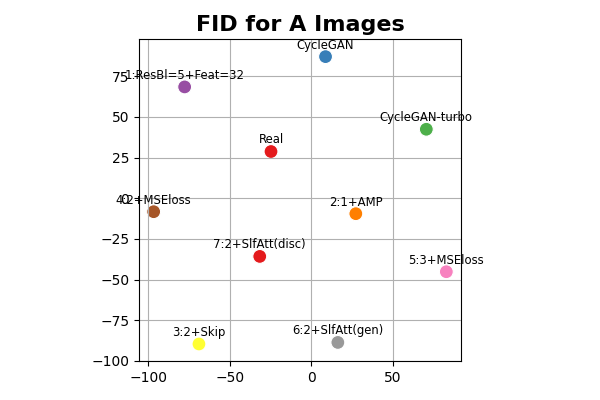 FID for A Images
CycleGAN
1:ResBl=5+Feat=32
CycleGAN-turbo
Real
4:2+MSEloss
2:1+AMP
7:2+SlfAtt(disc)
5:3+MSEloss
3:2+Skip
6:2+SlfAtt(gen)
75
50
25
0
−25
−50
−75
−100
−100
−50
0
50